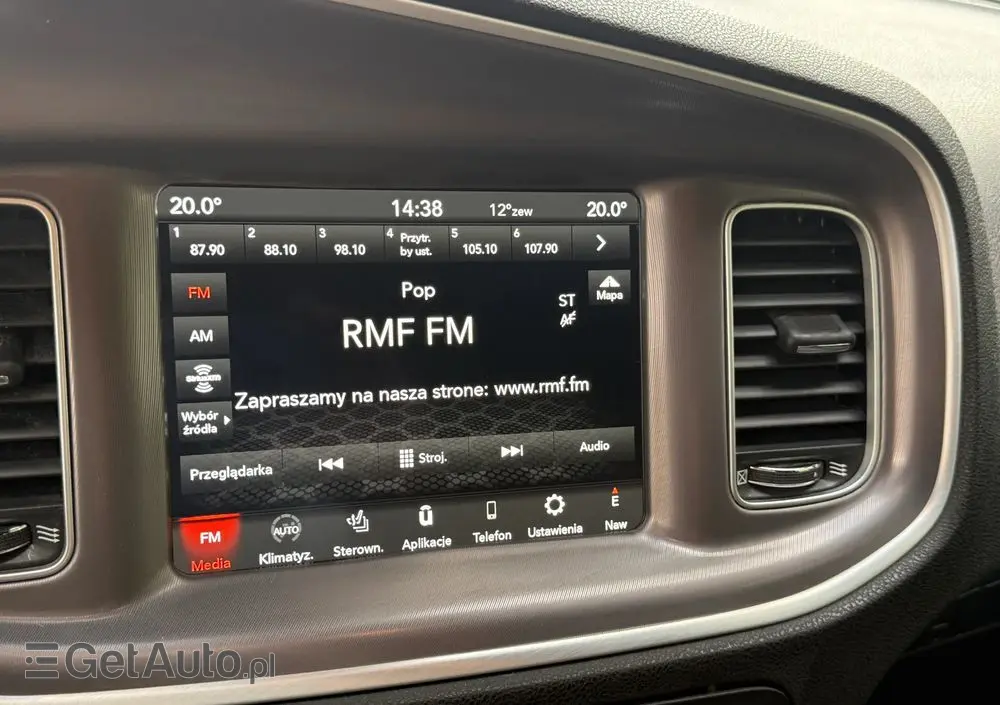 20.0° 14:38 12°zew 20.0°
1 87.90 2 88.10 3 98.10 4 Przytr. by ust. 5 105.10 6 107.90
FM Pop Mapa
ST
AF
AM RMF FM
siriusxm
Zapraszamy na nasza strone: www.rmf.fm
Wybór
źródła
Przeglądarka Stroj. Audio
FM AUTO ū E
Media Klimatyz. Sterown. Aplikacje Telefon Ustawienia Naw
GetAuto.pl